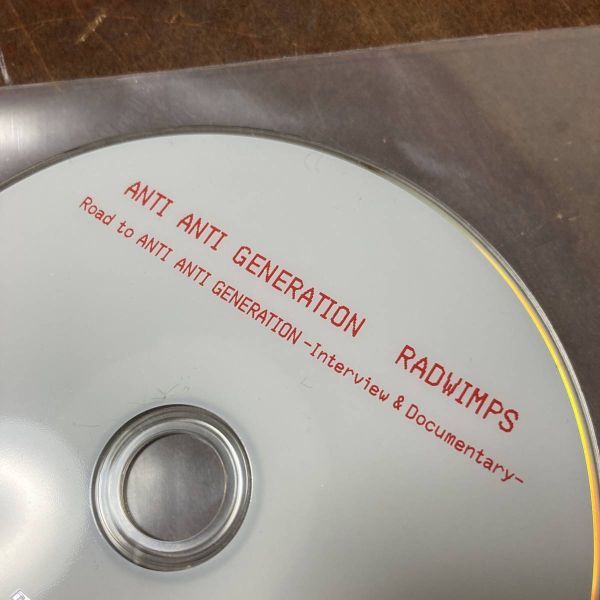 ANTI ANTI GENERATION RADWIMPS
Road to ANTI ANTI GENERATION -Interview & Documentary-